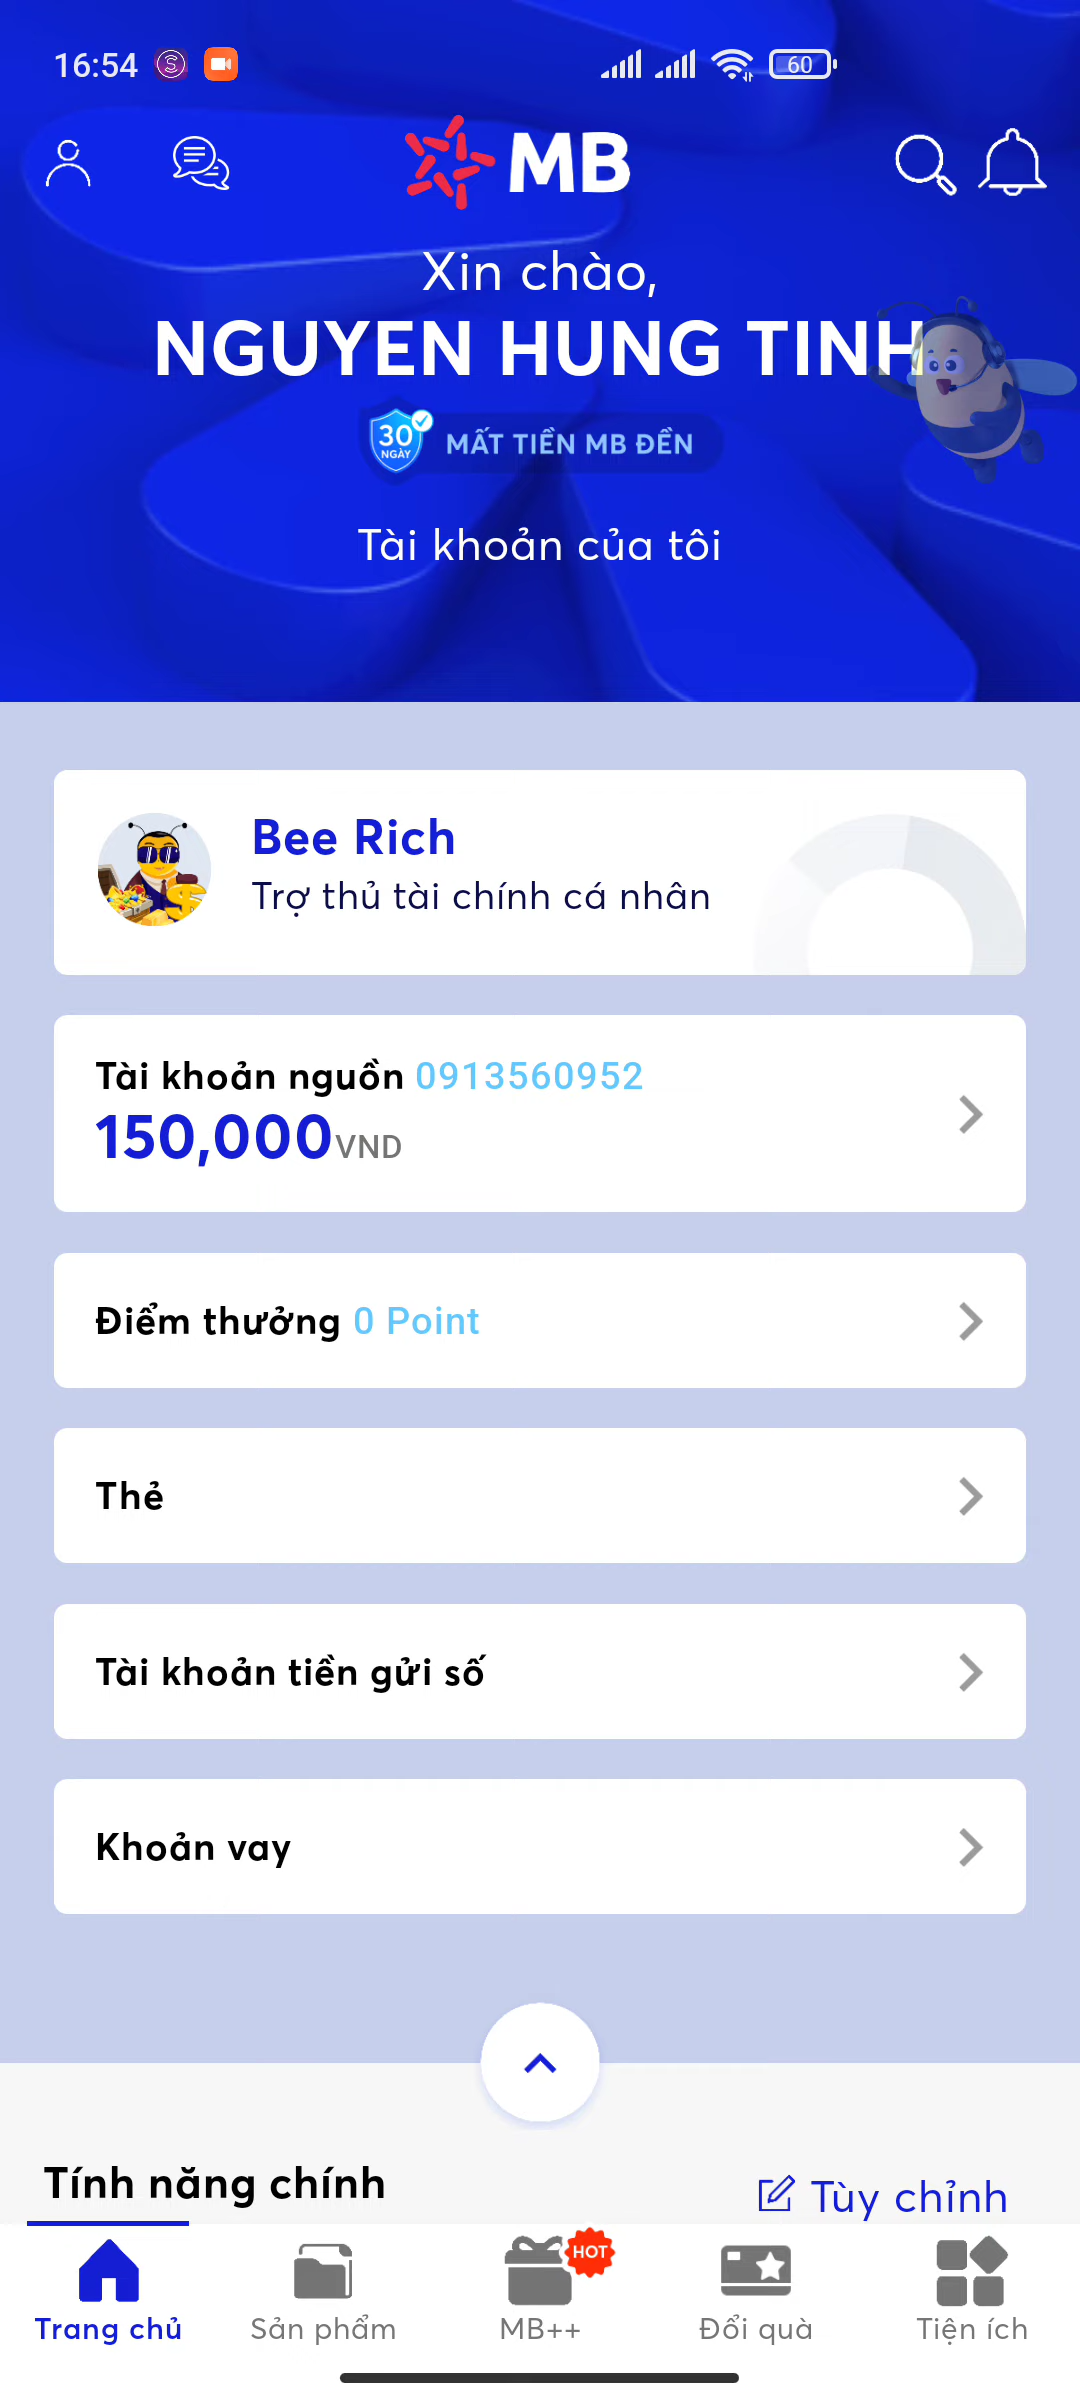 16:54
60
MB
Xin chào,
NGUYEN HUNG TINH
30
NGÀY
MẤT TIỀN MB ĐỀN
Tài khoản của tôi
Bee Rich
Trợ thủ tài chính cá nhân
Tài khoản nguồn 0913560952
150,000VND
Điểm thưởng 0 Point
Thẻ
Tài khoản tiền gửi số
Khoản vay
Tính năng chính
Tùy chỉnh
HOT
Trang chủ
Sản phẩm
MB++
Đổi quà
Tiện ích